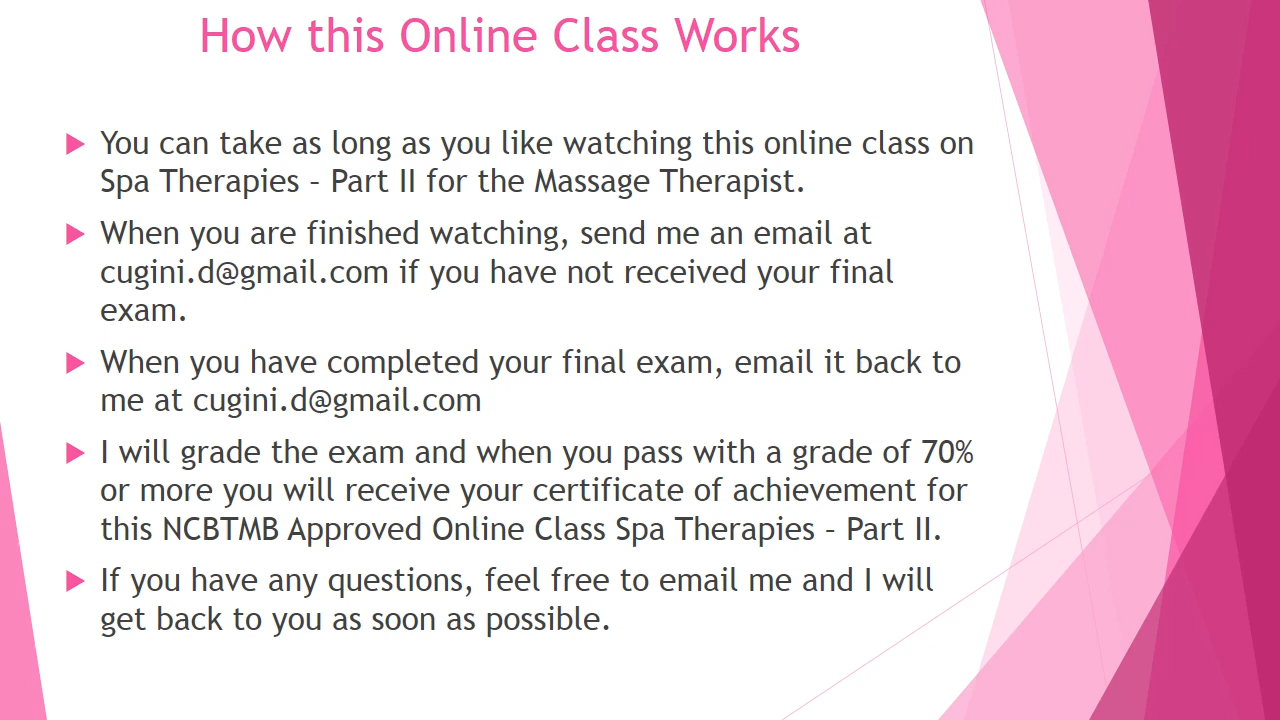 How this Online Class Works
You can take as long as you like watching this online class on
Spa Therapies – Part II for the Massage Therapist.
When you are finished watching, send me an email at
cugini.d@gmail.com if you have not received your final
exam.
When you have completed your final exam, email it back to
me at cugini.d@gmail.com
I will grade the exam and when you pass with a grade of 70%
or more you will receive your certificate of achievement for
this NCBTMB Approved Online Class Spa Therapies – Part II.
If you have any questions, feel free to email me and I will
get back to you as soon as possible.